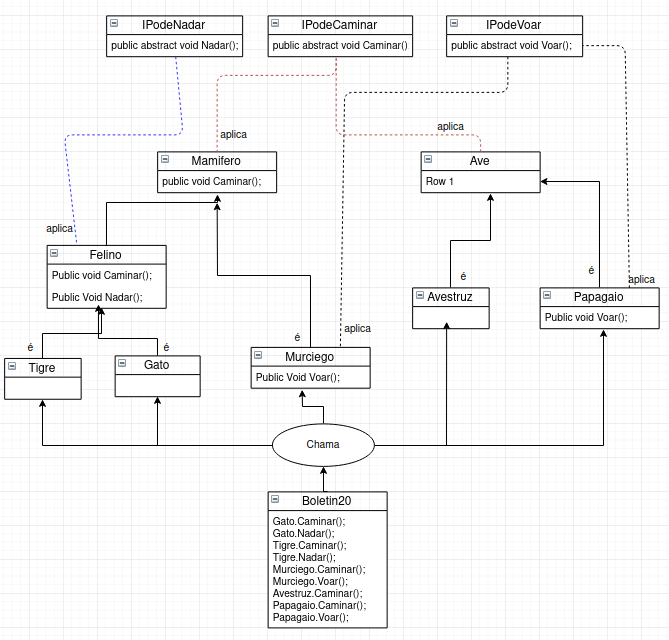 IPodeNadar
public abstract void Nadar();
IPodeCaminar
public abstract void Caminar()
IPodeVoar
public abstract void Voar();
aplica
aplica
Mamifero
public void Caminar();
Ave
Row 1
aplica
Felino
Public void Caminar();
Public Void Nadar();
é
é
Avestruz
aplica
Papagaio
Public void Voar();
aplica
é
é
é
Tigre
Gato
Murciego
Public Void Voar();
Chama
Boletin20
Gato.Caminar();
Gato.Nadar();
Tigre.Caminar();
Tigre.Nadar();
Murciego.Caminar();
Murciego.Voar();
Avestruz.Caminar();
Papagaio.Caminar();
Papagaio.Voar();